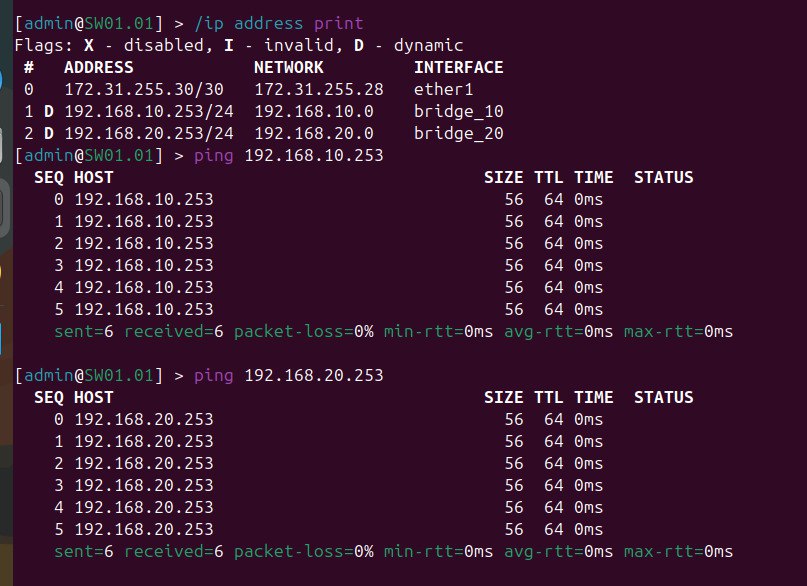 [admin@SW01.01] > /ip address print
Flags: X - disabled, I - invalid, D - dynamic
# ADDRESS NETWORK INTERFACE
0 172.31.255.30/30 172.31.255.28 ether1
1 D 192.168.10.253/24 192.168.10.0 bridge_10
2 D 192.168.20.253/24 192.168.20.0 bridge_20
[admin@SW01.01] > ping 192.168.10.253
SEQ HOST SIZE TTL TIME STATUS
0 192.168.10.253 56 64 0ms
1 192.168.10.253 56 64 0ms
2 192.168.10.253 56 64 0ms
3 192.168.10.253 56 64 0ms
4 192.168.10.253 56 64 0ms
5 192.168.10.253 56 64 0ms
sent=6 received=6 packet-loss=0% min-rtt=0ms avg-rtt=0ms max-rtt=0ms
[admin@SW01.01] > ping 192.168.20.253
SEQ HOST SIZE TTL TIME STATUS
0 192.168.20.253 56 64 0ms
1 192.168.20.253 56 64 0ms
2 192.168.20.253 56 64 0ms
3 192.168.20.253 56 64 0ms
4 192.168.20.253 56 64 0ms
5 192.168.20.253 56 64 0ms
sent=6 received=6 packet-loss=0% min-rtt=0ms avg-rtt=0ms max-rtt=0ms